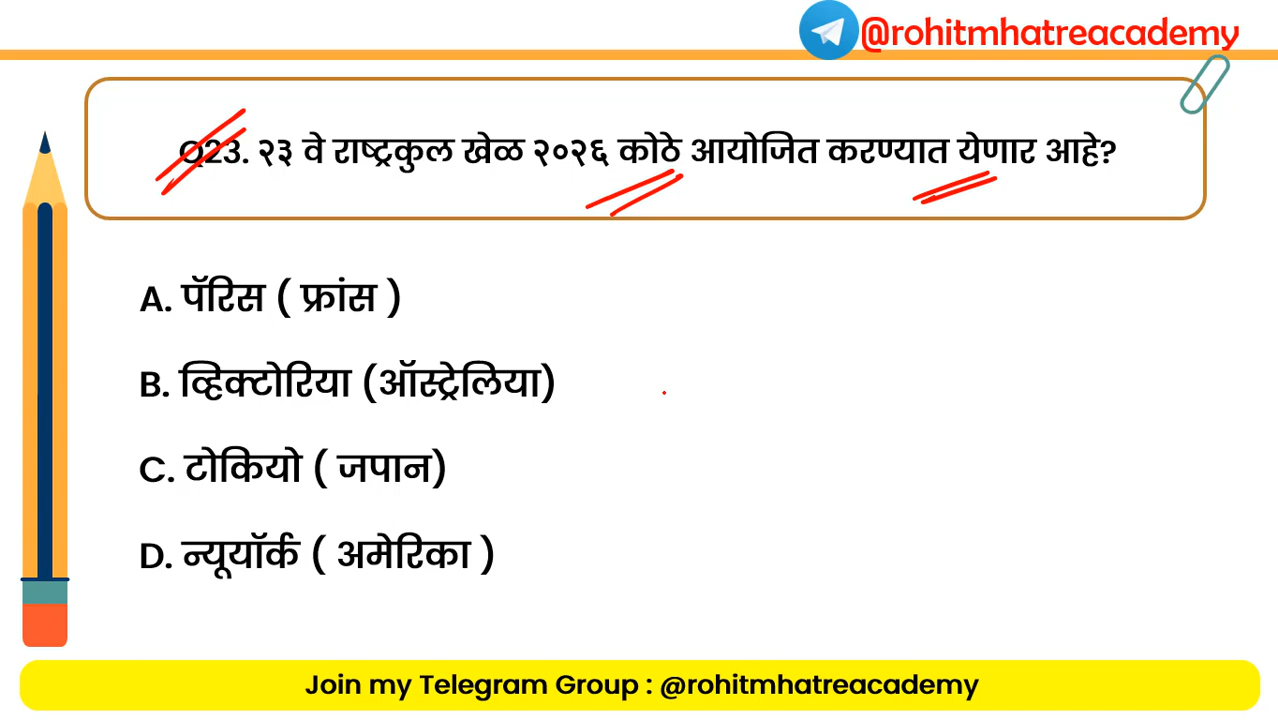 @rohitmhatreacademy
Q23. २३ वे राष्ट्रकुल खेळ २०२६ कोठे आयोजित करण्यात येणार आहे?
A. पॅरिस ( फ्रांस )
B. व्हिक्टोरिया (ऑस्ट्रेलिया)
C. टोकियो ( जपान)
D. न्यूयॉर्क ( अमेरिका )
Join my Telegram Group : @rohitmhatreacademy